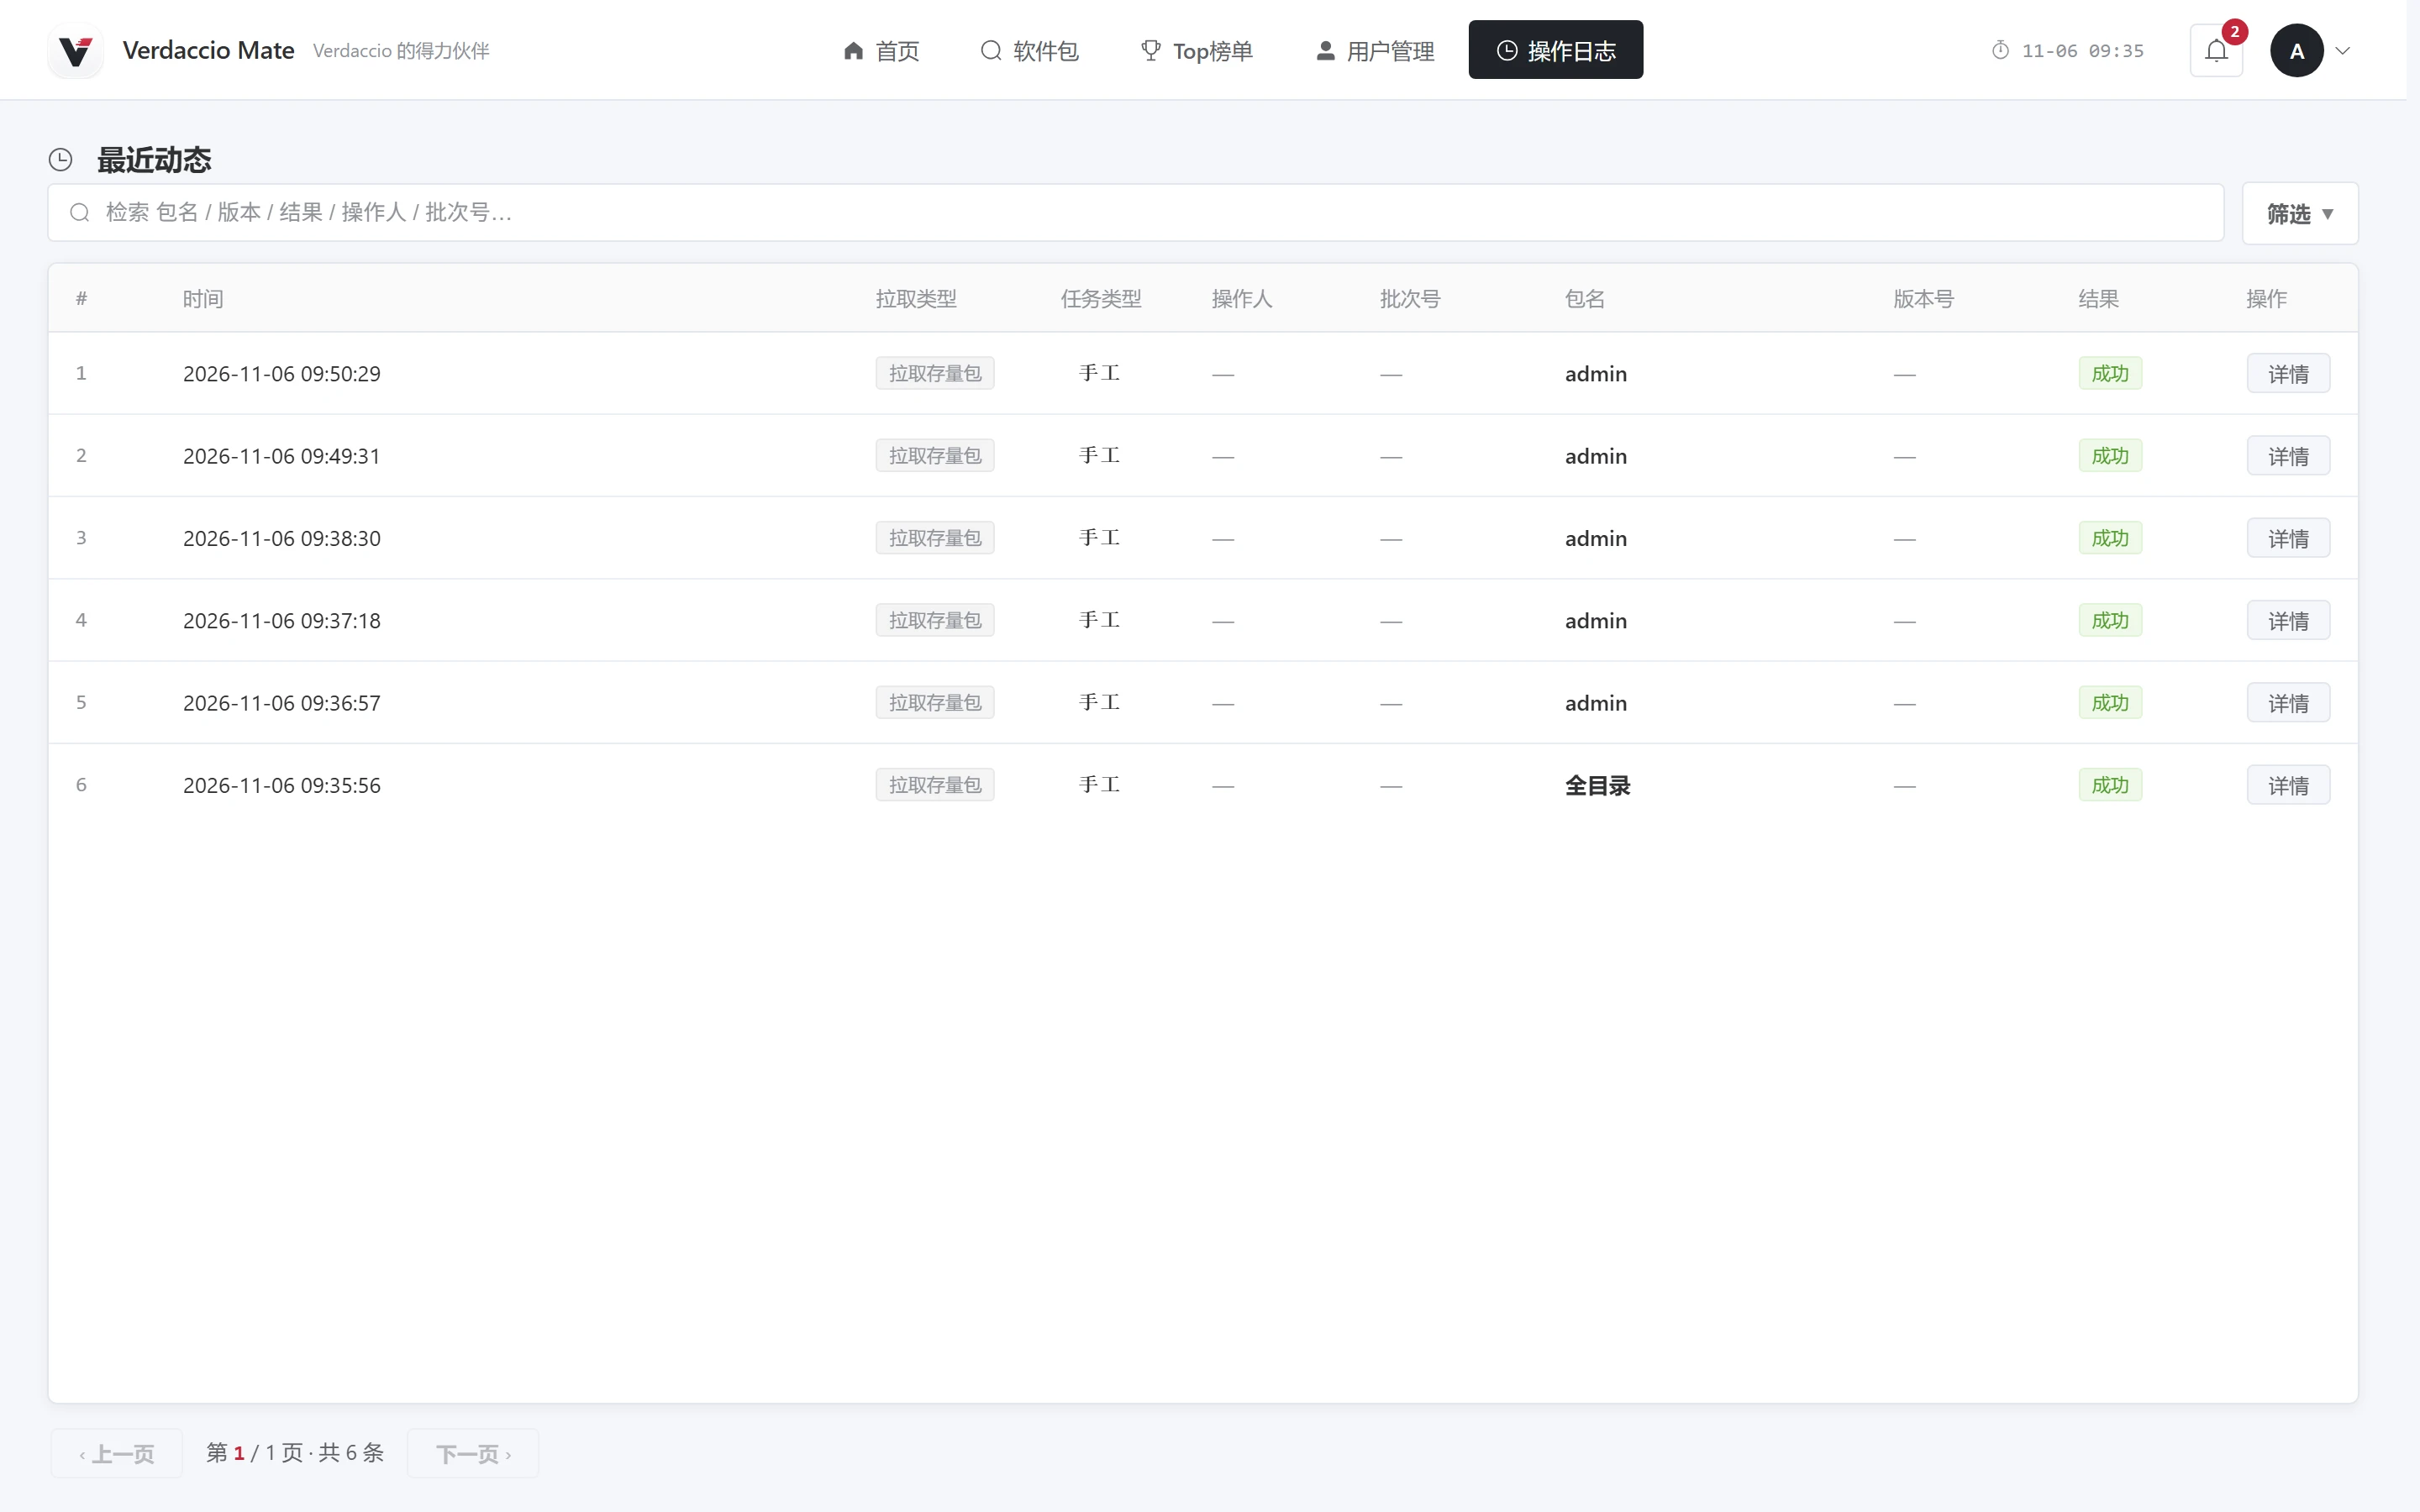 Verdaccio Mate Verdaccio 的得力伙伴 首页 软件包 Top榜单 用户管理 操作日志 11-06 09:35 2 A
最近动态
检索 包名 / 版本 / 结果 / 操作人 / 批次号… 筛选 ▼
# 时间 拉取类型 任务类型 操作人 批次号 包名 版本号 结果 操作
1 2026-11-06 09:50:29 拉取存量包 手工 — — admin — 成功 详情
2 2026-11-06 09:49:31 拉取存量包 手工 — — admin — 成功 详情
3 2026-11-06 09:38:30 拉取存量包 手工 — — admin — 成功 详情
4 2026-11-06 09:37:18 拉取存量包 手工 — — admin — 成功 详情
5 2026-11-06 09:36:57 拉取存量包 手工 — — admin — 成功 详情
6 2026-11-06 09:35:56 拉取存量包 手工 — — 全目录 — 成功 详情
‹ 上一页 第 1 / 1 页 · 共 6 条 下一页 ›